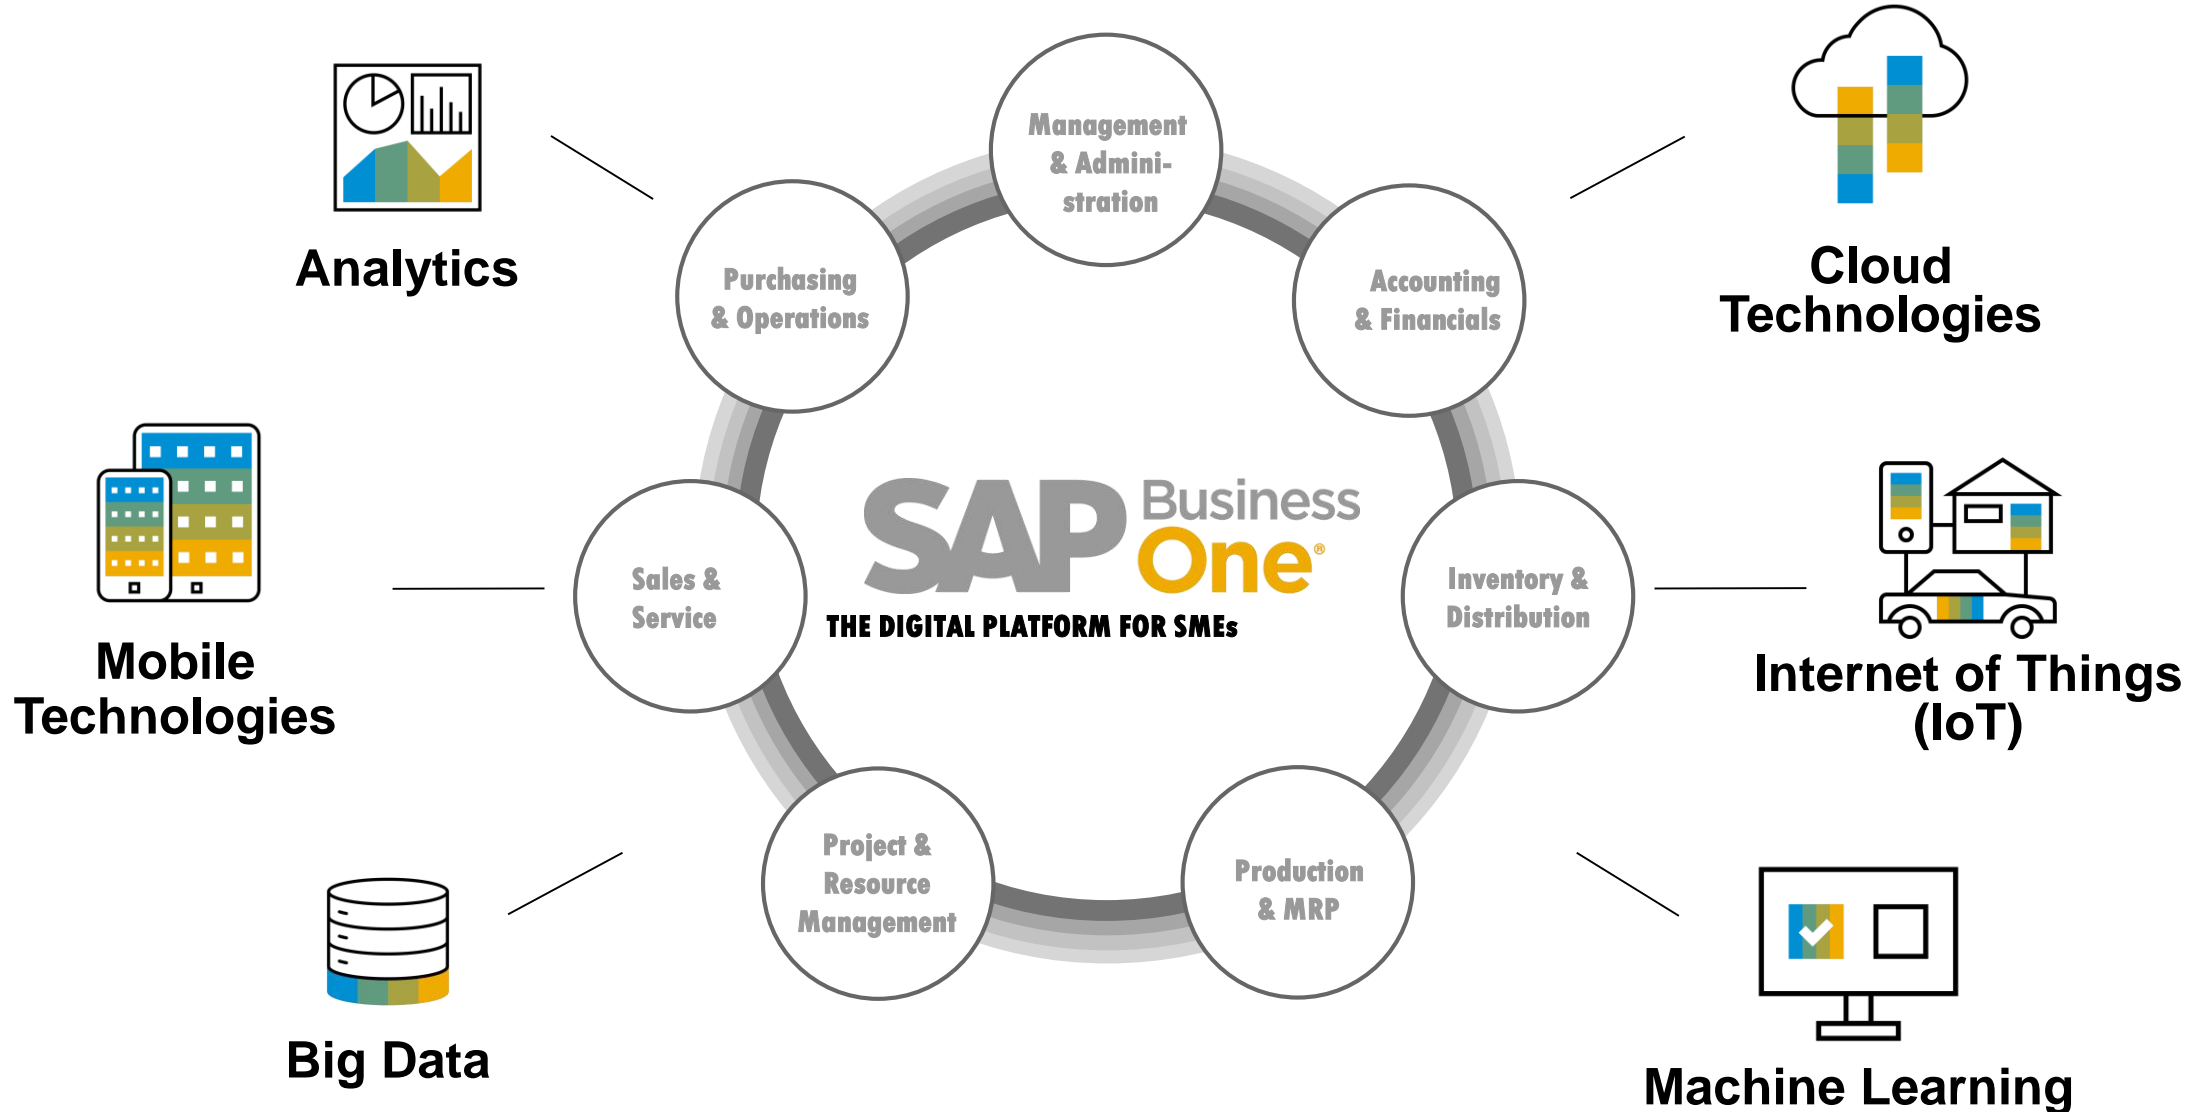 Management
& Admini-
stration
Analytics
Purchasing
& Operations
Accounting
& Financials
Cloud
Technologies
SAP Business
One®
THE DIGITAL PLATFORM FOR SMEs
Sales &
Service
Inventory &
Distribution
Mobile
Technologies
Internet of Things
(IoT)
Project &
Resource
Management
Production
& MRP
Big Data
Machine Learning